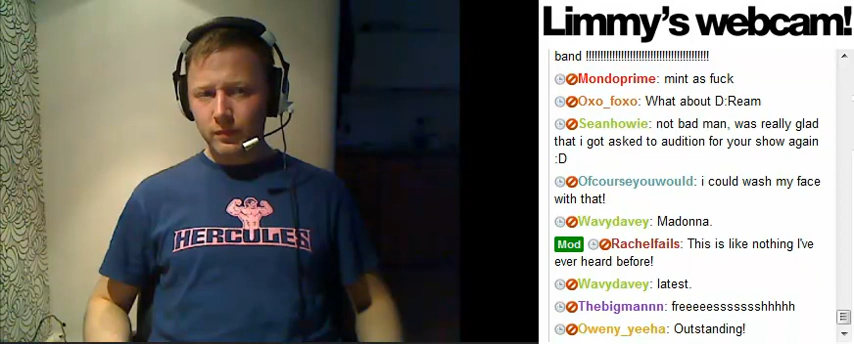 Limmy's webcam!
HERCULES
band !!!!!!!!!!!!!!!!!!!!!!!!!!!!!!!!!!!!!!!!!!
Mondoprime: mint as fuck
Oxo_foxo: What about D:Ream
Seanhowie: not bad man, was really glad
that i got asked to audition for your show again
:D
Ofcourseyouwould: i could wash my face
with that!
Wavydavey: Madonna.
Mod Rachelfails: This is like nothing I've
ever heard before!
Wavydavey: latest.
Thebigmannn: freeeeesssssssshhhhh
Oweny_yeeha: Outstanding!